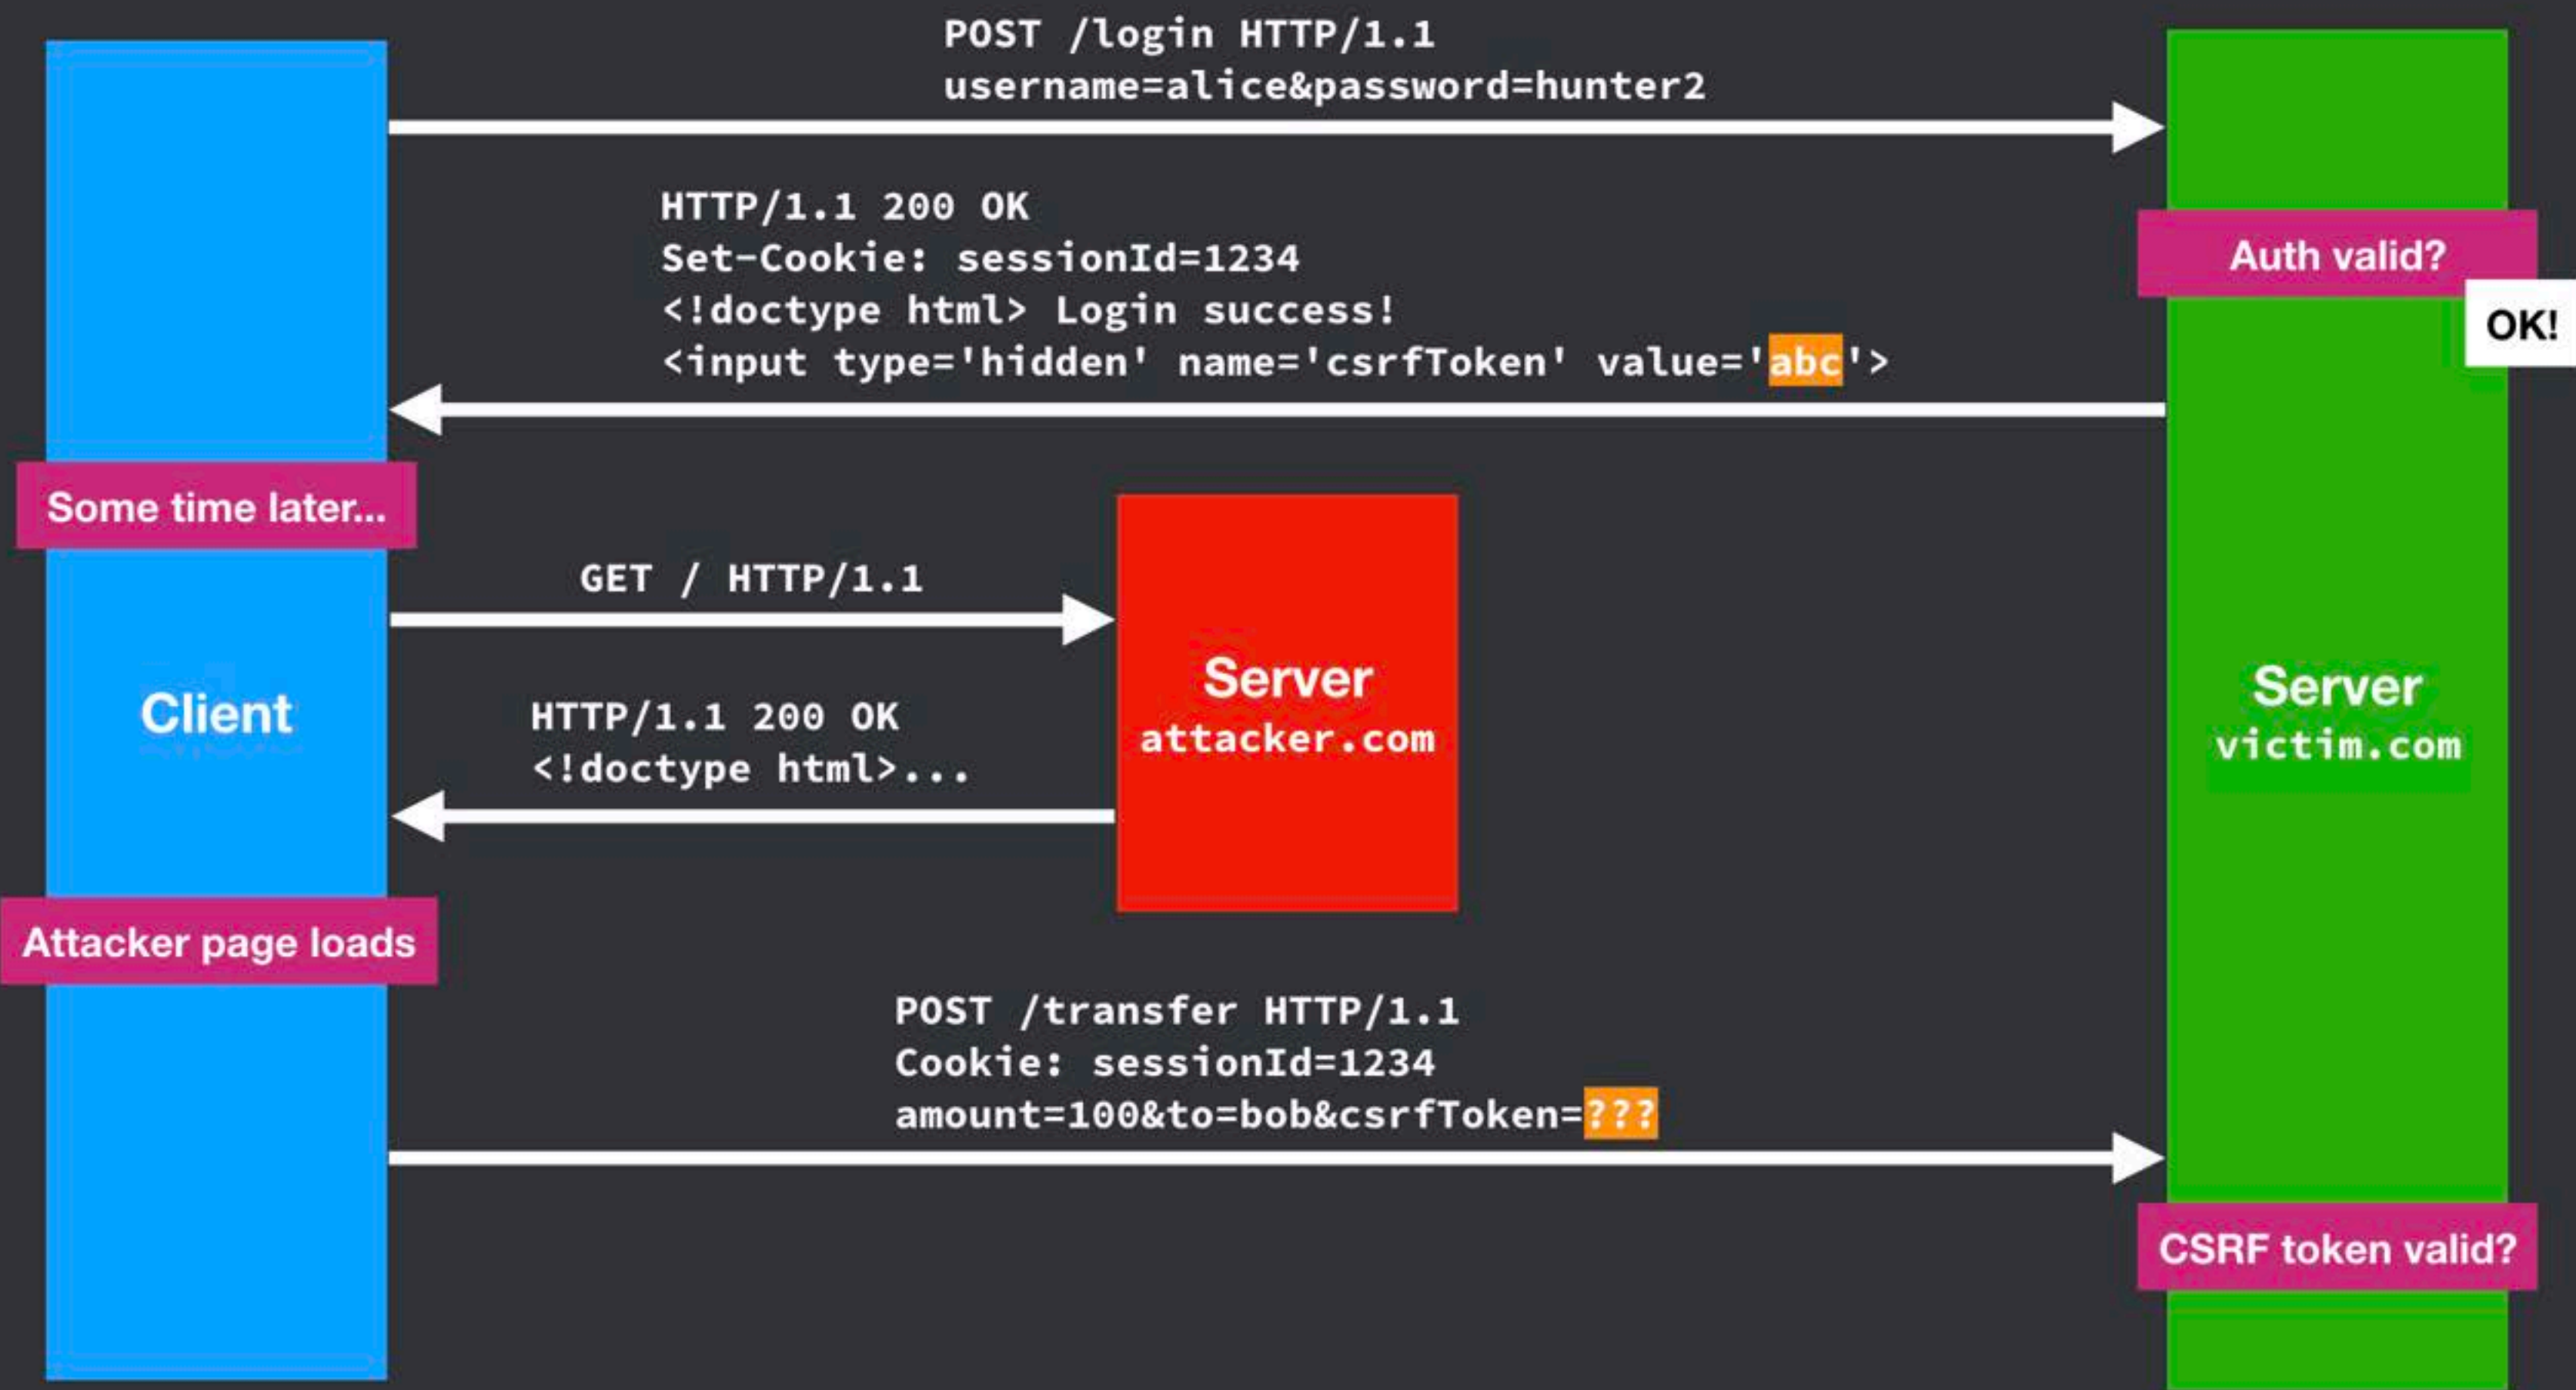 POST /login HTTP/1.1
username=alice&password=hunter2
HTTP/1.1 200 OK
Set-Cookie: sessionId=1234
<!doctype html> Login success!
<input type='hidden' name='csrfToken' value='abc'>
Auth valid?
OK!
Some time later...
GET / HTTP/1.1
Client
HTTP/1.1 200 OK
<!doctype html>...
Server
attacker.com
Server
victim.com
Attacker page loads
POST /transfer HTTP/1.1
Cookie: sessionId=1234
amount=100&to=bob&csrfToken=???
CSRF token valid?